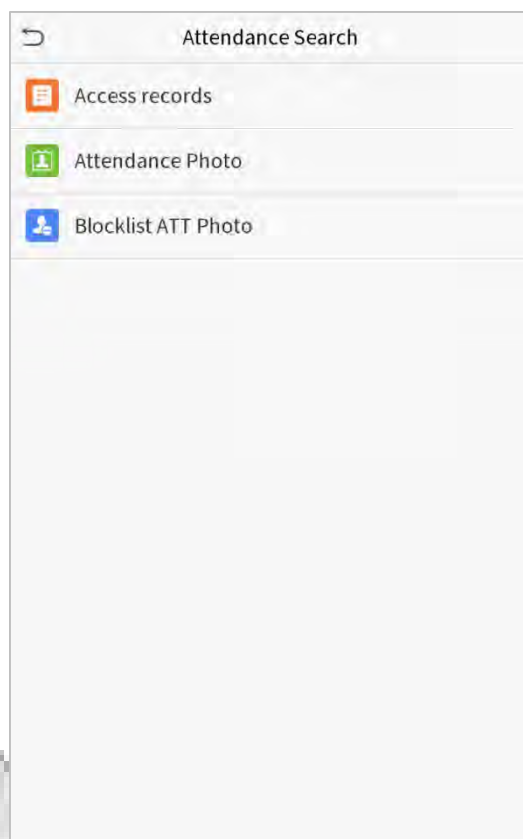 Attendance Search
Access records
Attendance Photo
Blocklist ATT Photo